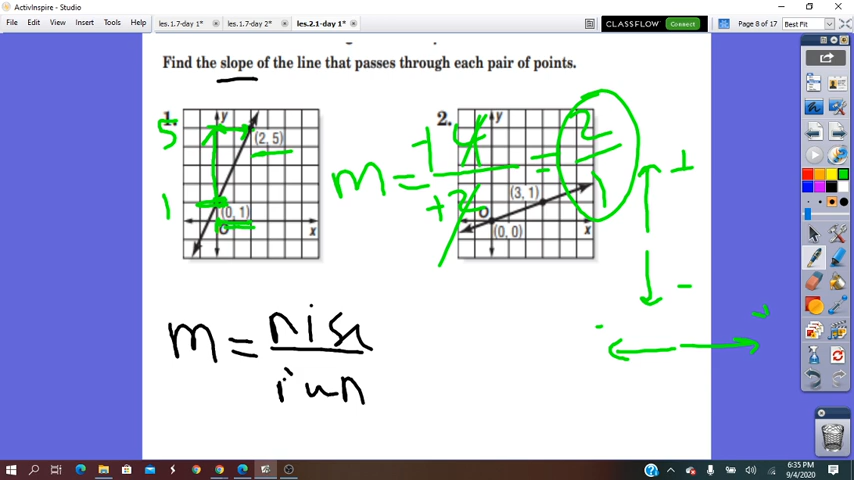 ActivInspire - Studio
File Edit View Insert Tools Help
les.1.7-day 1*
les.1.7-day 2*
les.2.1-day 1*
CLASSFLOW
Connect
Page 8 of 17
Best Fit
Find the slope of the line that passes through each pair of points.
1.
5
1
y
(2, 5)
(0, 1)
O
x
m = +4 / +2 = 2 / 1
2.
y
(3, 1)
O
(0, 0)
x
+
-
m = rise
run
6:35 PM
9/4/2020